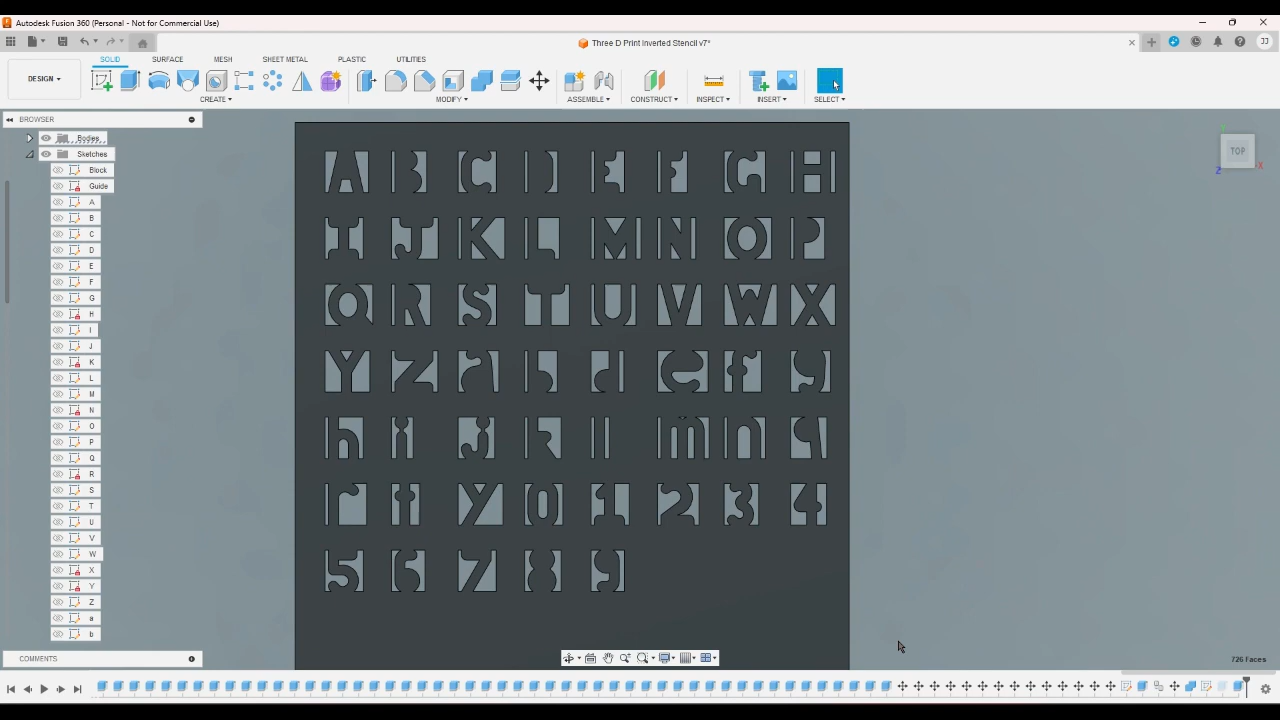 Autodesk Fusion 360 (Personal - Not for Commercial Use)
Three D Print Inverted Stencil v7*
JJ
SOLID SURFACE MESH SHEET METAL PLASTIC UTILITIES
DESIGN
CREATE MODIFY ASSEMBLE CONSTRUCT INSPECT INSERT SELECT
BROWSER
Bodies
Sketches
Block
Guide
A
B
C
D
E
F
G
H
I
J
K
L
M
N
O
P
Q
R
S
T
U
V
W
X
Y
Z
a
b
A B C D E F G H
I J K L M N O P
Q R S T U V W X
Y Z a b d e f g
h i j k l m n q
r t y 0 1 2 3 4
5 6 7 8 9
TOP
X
Z
COMMENTS
726 Faces